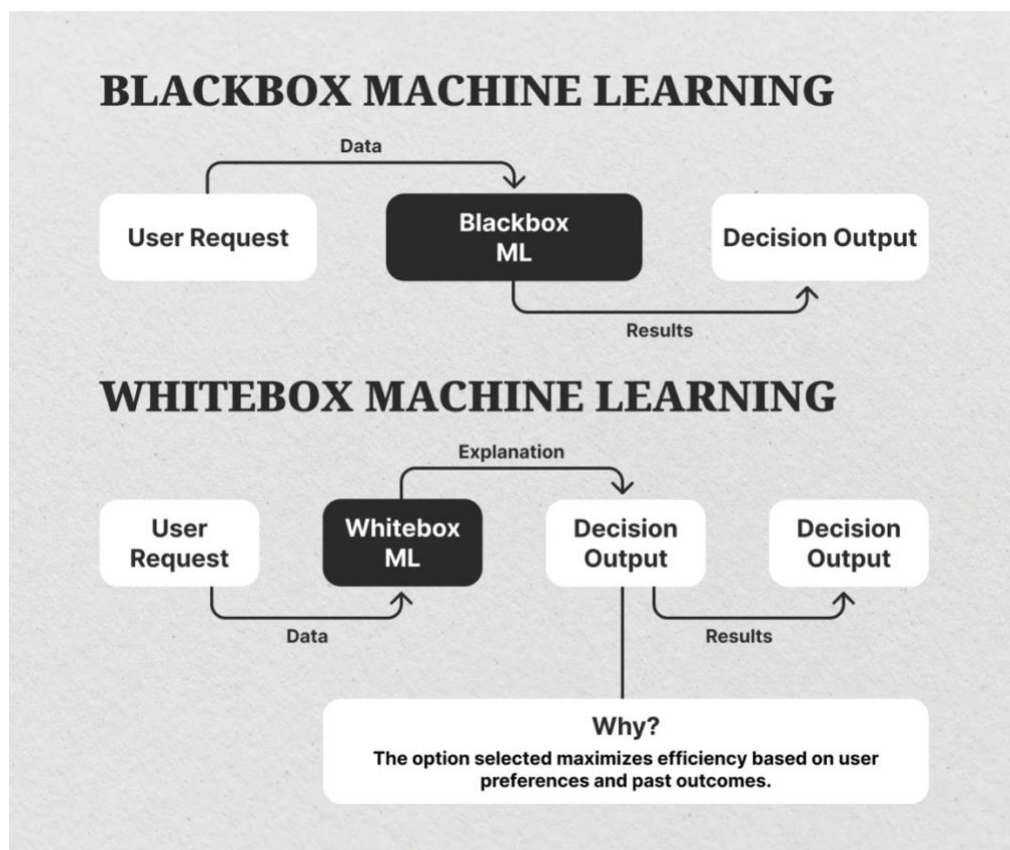 BLACKBOX MACHINE LEARNING
Data
User Request
Blackbox
ML
Decision Output
Results
WHITEBOX MACHINE LEARNING
Explanation
User
Request
Whitebox
ML
Decision
Output
Decision
Output
Data
Results
Why?
The option selected maximizes efficiency based on user
preferences and past outcomes.